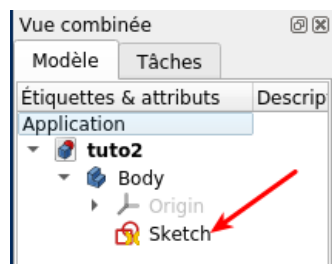 Vue combinée
Modèle Tâches
Étiquettes & attributs Descrip
Application
tuto2
Body
Origin
Sketch